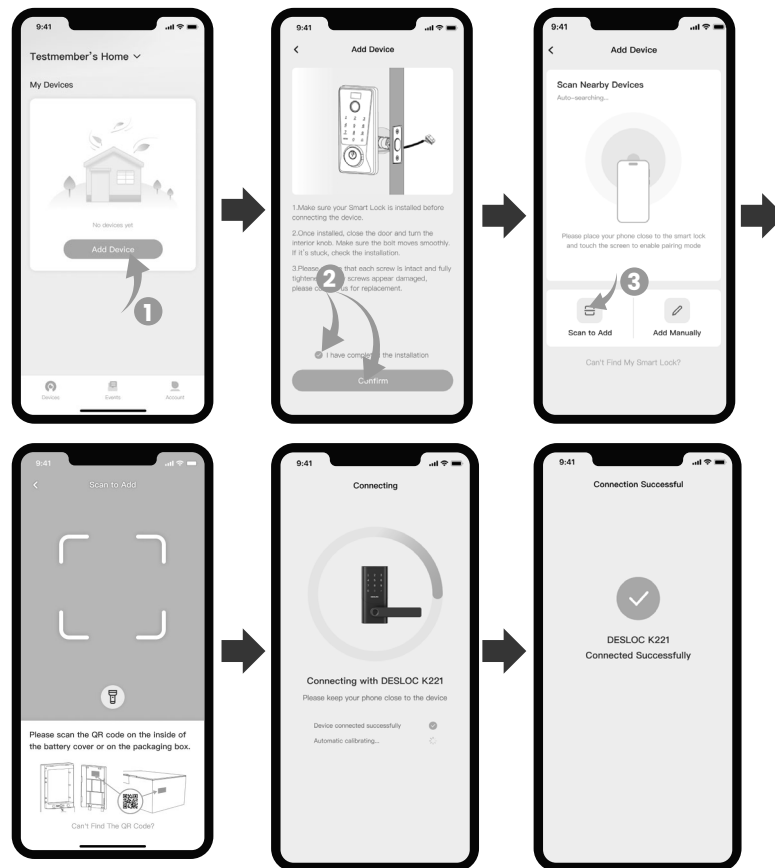 9:41
Testmember's Home
My Devices
No devices yet
Add Device
1
Devices
Events
Account
9:41
Add Device
1.Make sure your Smart Lock is installed before
connecting the device.
2.Once installed, close the door and turn the
interior knob. Make sure the bolt moves smoothly.
If it's stuck, check the installation.
3.Please that each screw is intact and fully
screws appear damaged,
please us for replacement.
2
I have the installation
Confirm
9:41
Add Device
Scan Nearby Devices
Auto-searching...
Please place your phone close to the smart lock
and touch the screen to enable pairing mode
3
Scan to Add
Add Manually
Can't Find My Smart Lock?
9:41
Scan to Add
Please scan the QR code on the inside of
the battery cover or on the packaging box.
Can't Find The QR Code?
9:41
Connecting
Connecting with DESLOC K221
Please keep your phone close to the device
Device connected successfully
Automatic calibrating...
9:41
Connection Successful
DESLOC K221
Connected Successfully